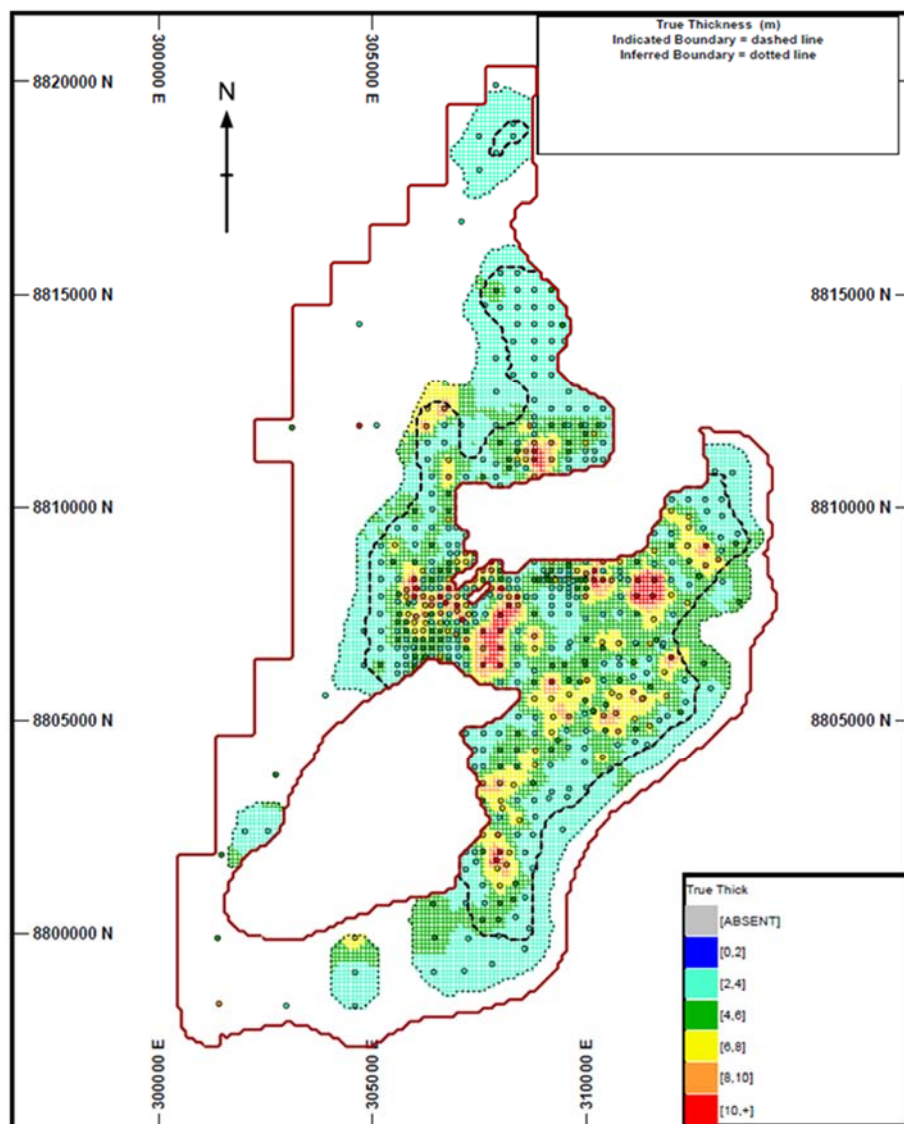 True Thickness (m)
Indicated Boundary = dashed line
Inferred Boundary = dotted line
300000 E
305000 E
8820000 N
N
8815000 N
8815000 N
8810000 N
8810000 N
8805000 N
8805000 N
8800000 N
300000 E
305000 E
310000 E
True Thick
[ABSENT]
[0,2]
[2,4]
[4,6]
[6,8]
[8,10]
[10,+]